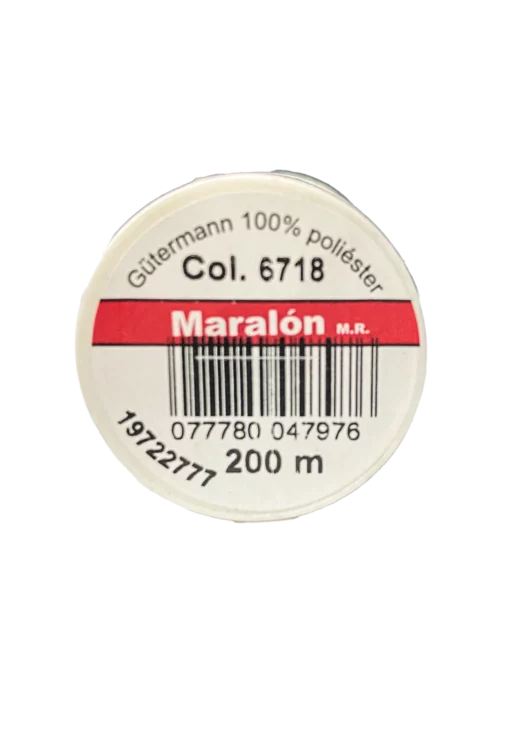 Gütermann 100% poliéster
Col. 6718
Maralón M.R.
077780 047976
200 m
19722777